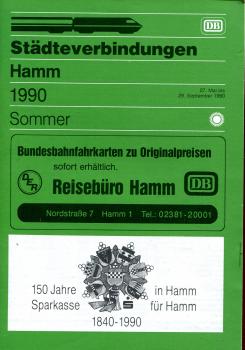 DB
Städteverbindungen
Hamm
27. Mai bis
29. September 1990
1990
Sommer
Bundesbahnfahrkarten zu Originalpreisen
sofort erhältlich.
DER Reisebüro Hamm DB
Nordstraße 7 Hamm 1 Tel.: 02381-20001
150 Jahre in Hamm
Sparkasse für Hamm
1840-1990